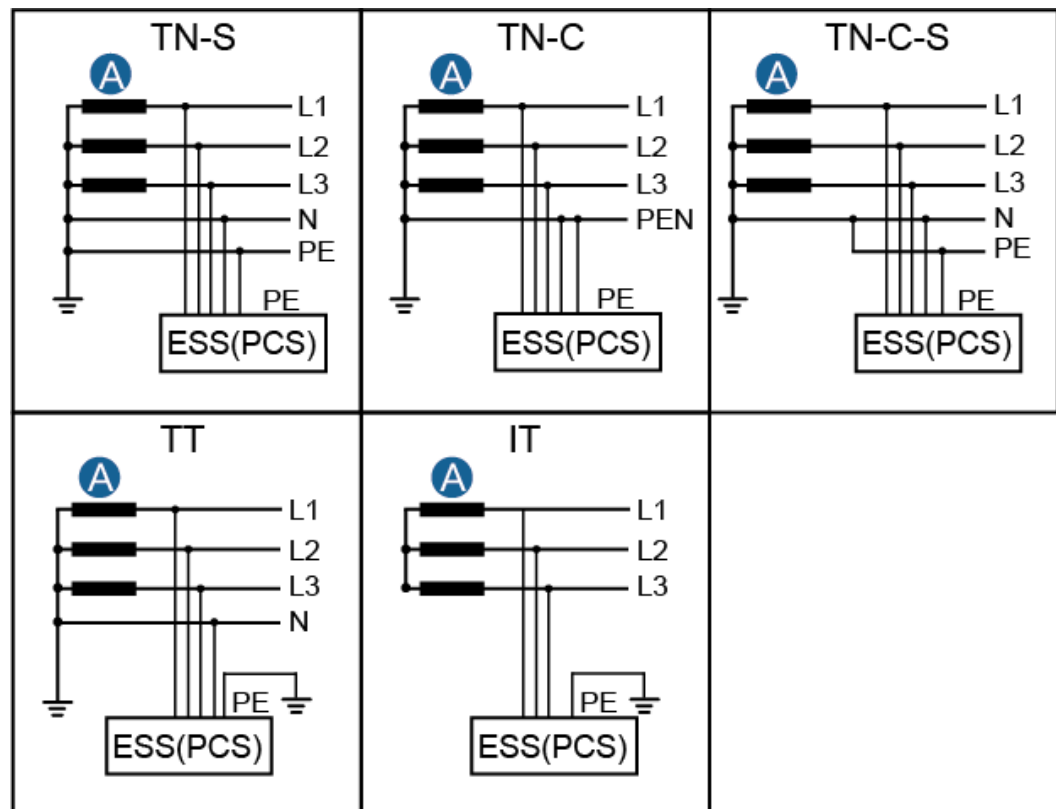 TN-S
A
L1
L2
L3
N
PE
PE
ESS(PCS)
TN-C
A
L1
L2
L3
PEN
PE
ESS(PCS)
TN-C-S
A
L1
L2
L3
N
PE
PE
ESS(PCS)
TT
A
L1
L2
L3
N
PE
ESS(PCS)
IT
A
L1
L2
L3
PE
ESS(PCS)